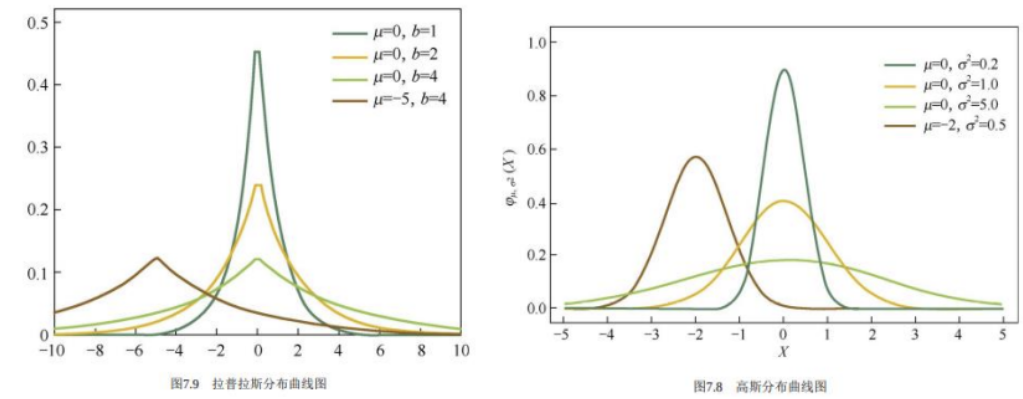 0.5
0.4
0.3
0.2
0.1
0
−10
−8
−6
−4
−2
0
2
4
6
8
10
μ=0, b=1
μ=0, b=2
μ=0, b=4
μ=−5, b=4
图7.9 拉普拉斯分布曲线图
1.0
0.8
0.6
0.4
0.2
0.0
φμ, σ² (X)
−5
−4
−3
−2
−1
0
1
2
3
4
5
X
μ=0, σ²=0.2
μ=0, σ²=1.0
μ=0, σ²=5.0
μ=−2, σ²=0.5
图7.8 高斯分布曲线图